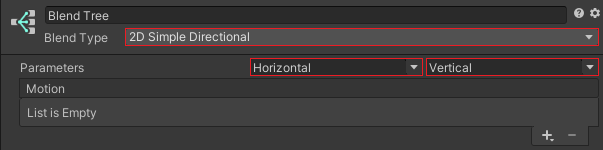 Blend Tree
Blend Type 2D Simple Directional
Parameters Horizontal Vertical
Motion
List is Empty